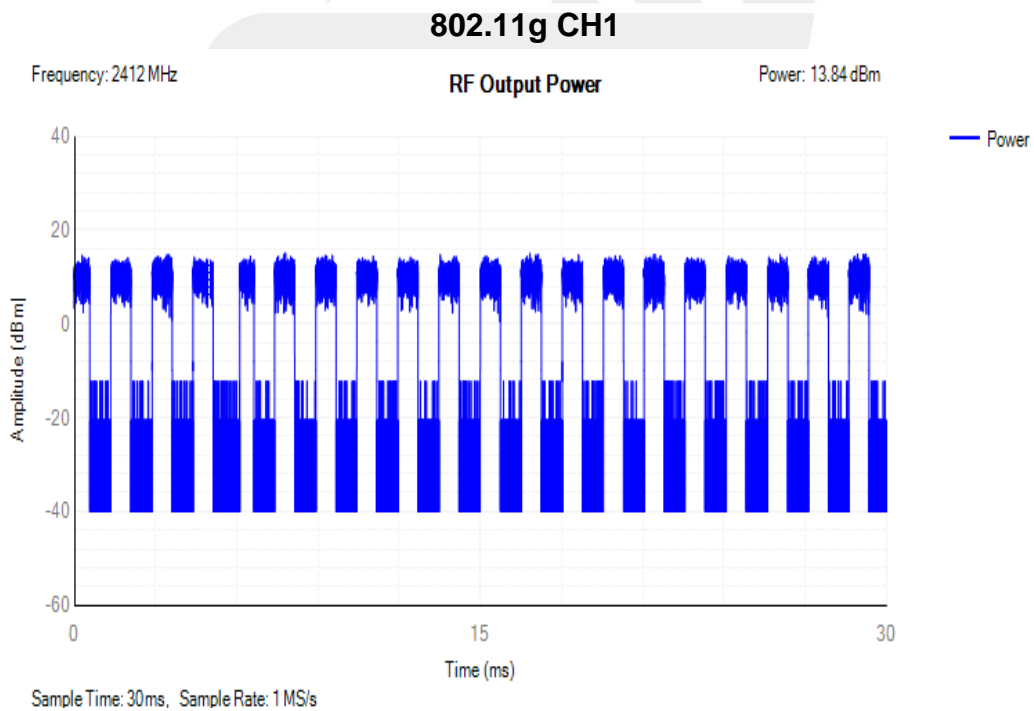 802.11g CH1
Frequency: 2412 MHz
RF Output Power
Power: 13.84 dBm
40
20
0
-20
-40
-60
Amplitude (dBm)
Power
0
15
30
Time (ms)
Sample Time: 30ms, Sample Rate: 1 MS/s